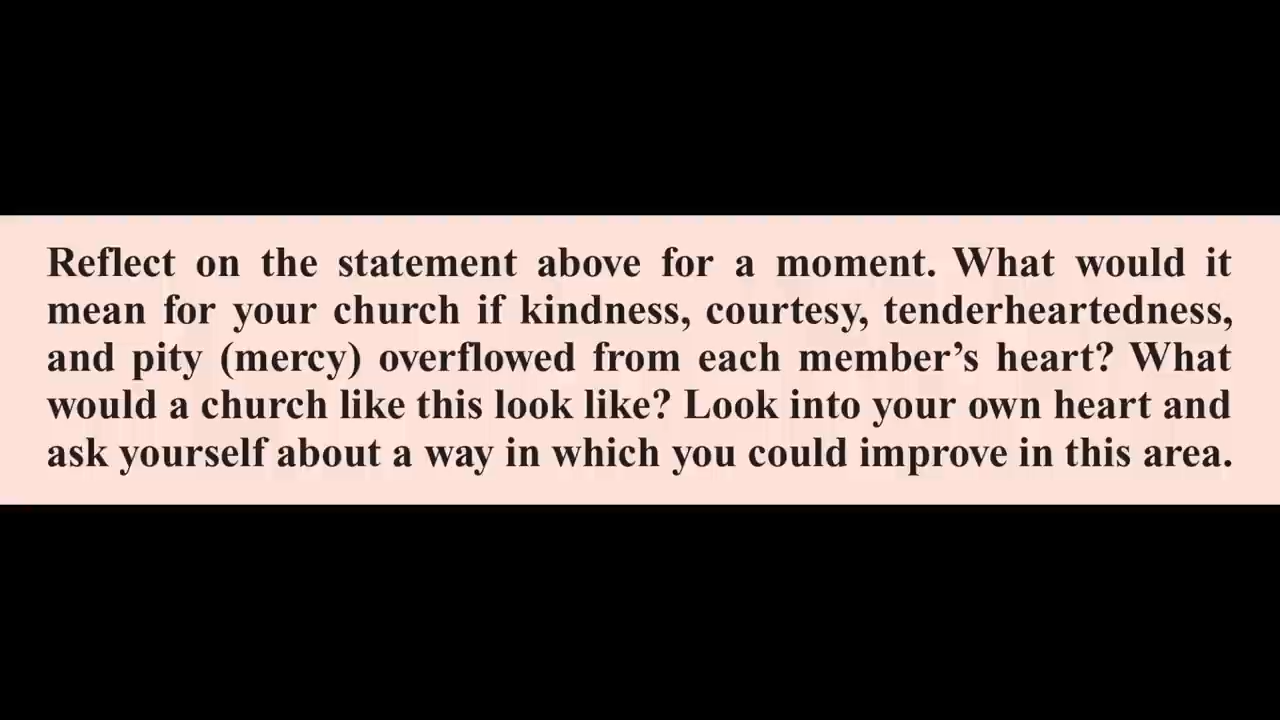 Reflect on the statement above for a moment. What would it
mean for your church if kindness, courtesy, tenderheartedness,
and pity (mercy) overflowed from each member’s heart? What
would a church like this look like? Look into your own heart and
ask yourself about a way in which you could improve in this area.